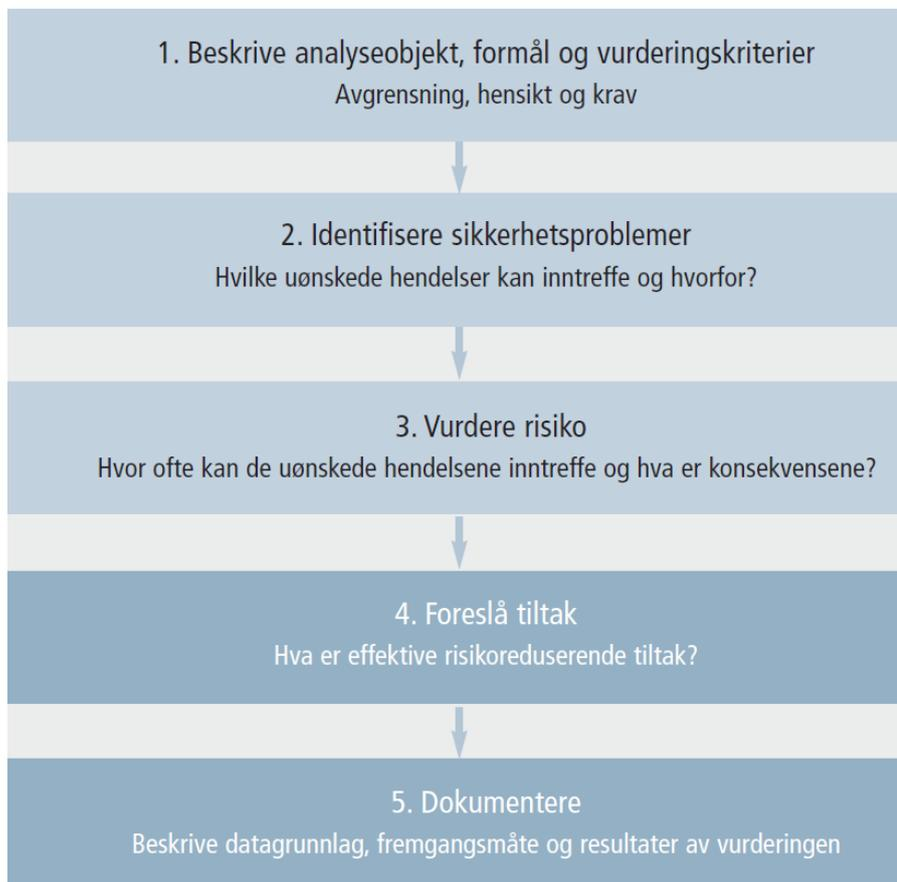 1. Beskrive analyseobjekt, formål og vurderingskriterier
Avgrensning, hensikt og krav
2. Identifisere sikkerhetsproblemer
Hvilke uønskede hendelser kan inntreffe og hvorfor?
3. Vurdere risiko
Hvor ofte kan de uønskede hendelsene inntreffe og hva er konsekvensene?
4. Foreslå tiltak
Hva er effektive risikoreduserende tiltak?
5. Dokumentere
Beskrive datagrunnlag, fremgangsmåte og resultater av vurderingen